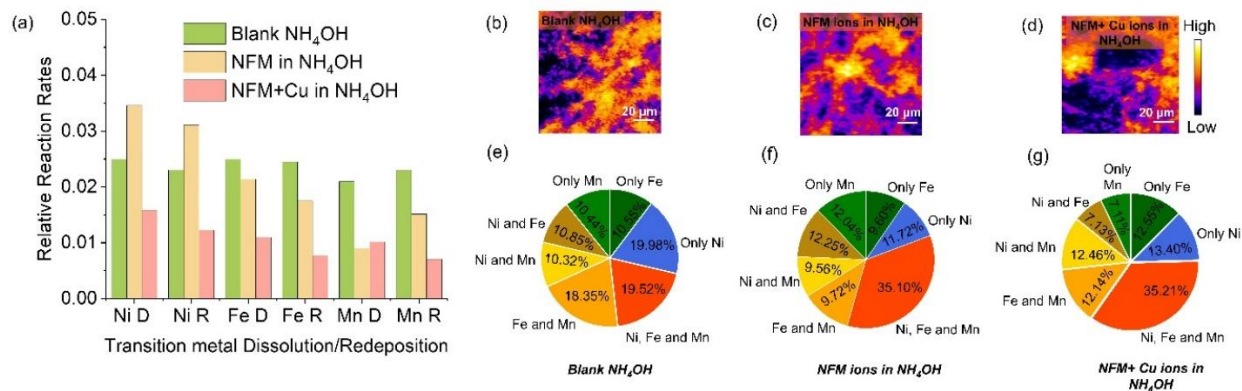 (a)
0.05
0.04
0.03
0.02
0.01
0.00
Relative Reaction Rates
Blank NH₄OH
NFM in NH₄OH
NFM+Cu in NH₄OH
Ni D Ni R Fe D Fe R Mn D Mn R
Transition metal Dissolution/Redeposition
(b)
Blank NH₄OH
20 µm
(c)
NFM ions in NH₄OH
20 µm
(d)
NFM+ Cu ions in
NH₄OH
20 µm
High
Low
(e)
Only Mn
10.44%
Only Fe
10.55%
Ni and Fe
10.85%
Only Ni
19.98%
Ni and Mn
10.32%
19.52%
18.35%
Fe and Mn
Ni, Fe and Mn
Blank NH₄OH
(f)
Only Mn
12.04%
Only Fe
9.60%
Ni and Fe
12.25%
Only Ni
11.72%
Ni and Mn
9.56%
35.10%
9.72%
Fe and Mn
Ni, Fe and Mn
NFM ions in NH₄OH
(g)
Only
Mn
7.11%
Only Fe
12.55%
Ni and Fe
7.13%
Only Ni
13.40%
Ni and Mn
12.46%
35.21%
12.14%
Fe and Mn
Ni, Fe and Mn
NFM+ Cu ions in
NH₄OH